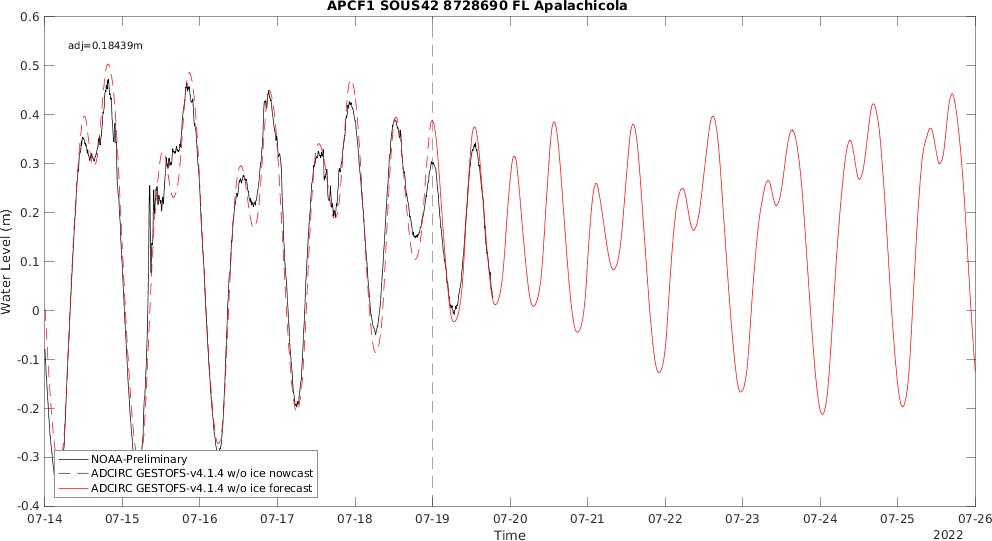 APCF1 SOUS42 8728690 FL Apalachicola
adj=0.18439m
Water Level (m)
0.6
0.5
0.4
0.3
0.2
0.1
0
-0.1
-0.2
-0.3
-0.4
NOAA-Preliminary
ADCIRC GESTOFS-v4.1.4 w/o ice nowcast
ADCIRC GESTOFS-v4.1.4 w/o ice forecast
07-14 07-15 07-16 07-17 07-18 07-19 07-20 07-21 07-22 07-23 07-24 07-25 07-26
Time
2022